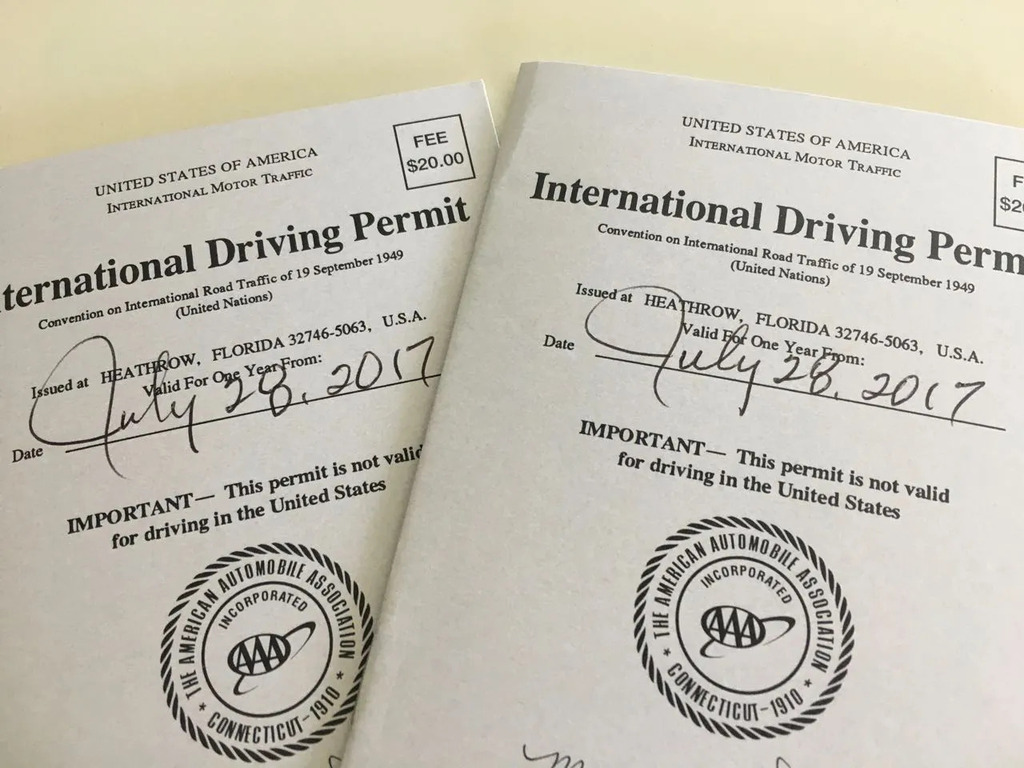 FEE
$20.00
UNITED STATES OF AMERICA
INTERNATIONAL MOTOR TRAFFIC
ternational Driving Permit
Convention on International Road Traffic of 19 September 1949
(United Nations)
Issued at HEATHROW, FLORIDA 32746-5063, U.S.A.
Valid For One Year From:
Date July 28, 2017
IMPORTANT— This permit is not valid
for driving in the United States
THE AMERICAN AUTOMOBILE ASSOCIATION
INCORPORATED
AAA
CONNECTICUT-1910
F
$20
UNITED STATES OF AMERICA
INTERNATIONAL MOTOR TRAFFIC
International Driving Perm
Convention on International Road Traffic of 19 September 1949
(United Nations)
Issued at HEATHROW, FLORIDA 32746-5063, U.S.A.
Valid For One Year From:
Date July 28, 2017
IMPORTANT— This permit is not valid
for driving in the United States
THE AMERICAN AUTOMOBILE ASSOCIATION
INCORPORATED
AAA
CONNECTICUT-1910